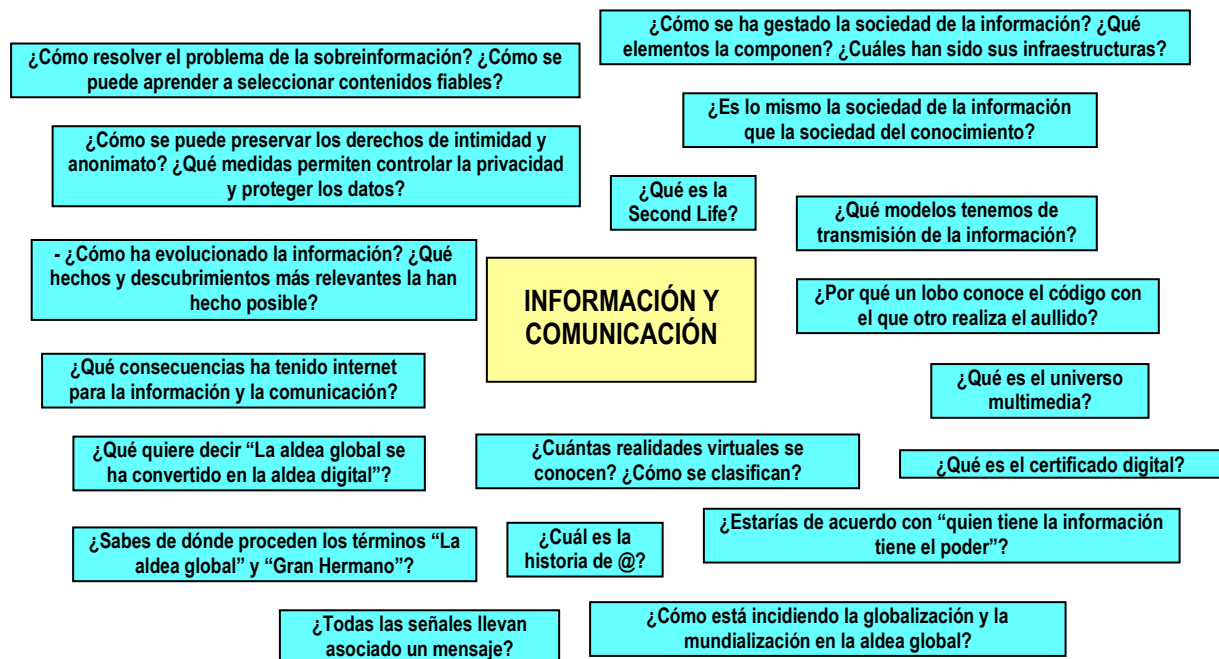 ¿Cómo se ha gestado la sociedad de la información? ¿Qué
elementos la componen? ¿Cuáles han sido sus infraestructuras?
¿Cómo resolver el problema de la sobreinformación? ¿Cómo se
puede aprender a seleccionar contenidos fiables?
¿Es lo mismo la sociedad de la información
que la sociedad del conocimiento?
¿Cómo se puede preservar los derechos de intimidad y
anonimato? ¿Qué medidas permiten controlar la privacidad
y proteger los datos?
¿Qué es la
Second Life?
¿Qué modelos tenemos de
transmisión de la información?
- ¿Cómo ha evolucionado la información? ¿Qué
hechos y descubrimientos más relevantes la han
hecho posible?
INFORMACIÓN Y
COMUNICACIÓN
¿Por qué un lobo conoce el código con
el que otro realiza el aullido?
¿Qué consecuencias ha tenido internet
para la información y la comunicación?
¿Qué es el universo
multimedia?
¿Qué quiere decir “La aldea global se
ha convertido en la aldea digital”?
¿Cuántas realidades virtuales se
conocen? ¿Cómo se clasifican?
¿Qué es el certificado digital?
¿Sabes de dónde proceden los términos “La
aldea global” y “Gran Hermano”?
¿Cuál es la
historia de @?
¿Estarías de acuerdo con “quien tiene la información
tiene el poder”?
¿Todas las señales llevan
asociado un mensaje?
¿Cómo está incidiendo la globalización y la
mundialización en la aldea global?